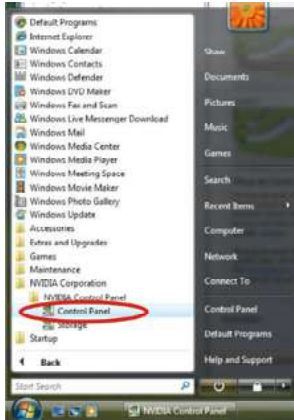 Default Programs
Internet Explorer
Windows Calendar
Windows Contacts
Windows Defender
Windows DVD Maker
Windows Fax and Scan
Windows Live Messenger Download
Windows Mail
Windows Media Center
Windows Media Player
Windows Meeting Space
Windows Movie Maker
Windows Photo Gallery
Windows Update
Accessories
Extras and Upgrades
Games
Maintenance
NVIDIA Corporation
NVIDIA Control Panel
Control Panel
Storage
Startup
Back
Start Search
Documents
Pictures
Music
Games
Search
Recent Items
Computer
Network
Connect To
Control Panel
Default Programs
Help and Support
NVIDIA Control Panel